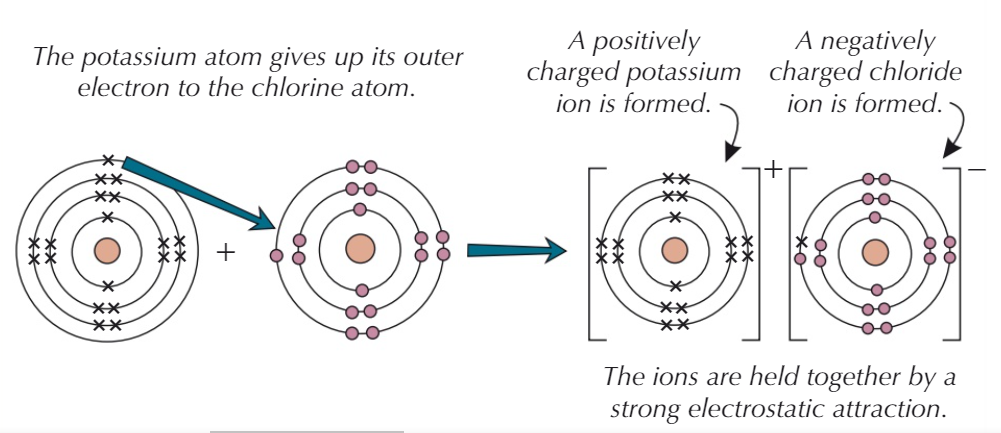 The potassium atom gives up its outer
electron to the chlorine atom.
A positively
charged potassium
ion is formed.
A negatively
charged chloride
ion is formed.
+
+
−
The ions are held together by a
strong electrostatic attraction.